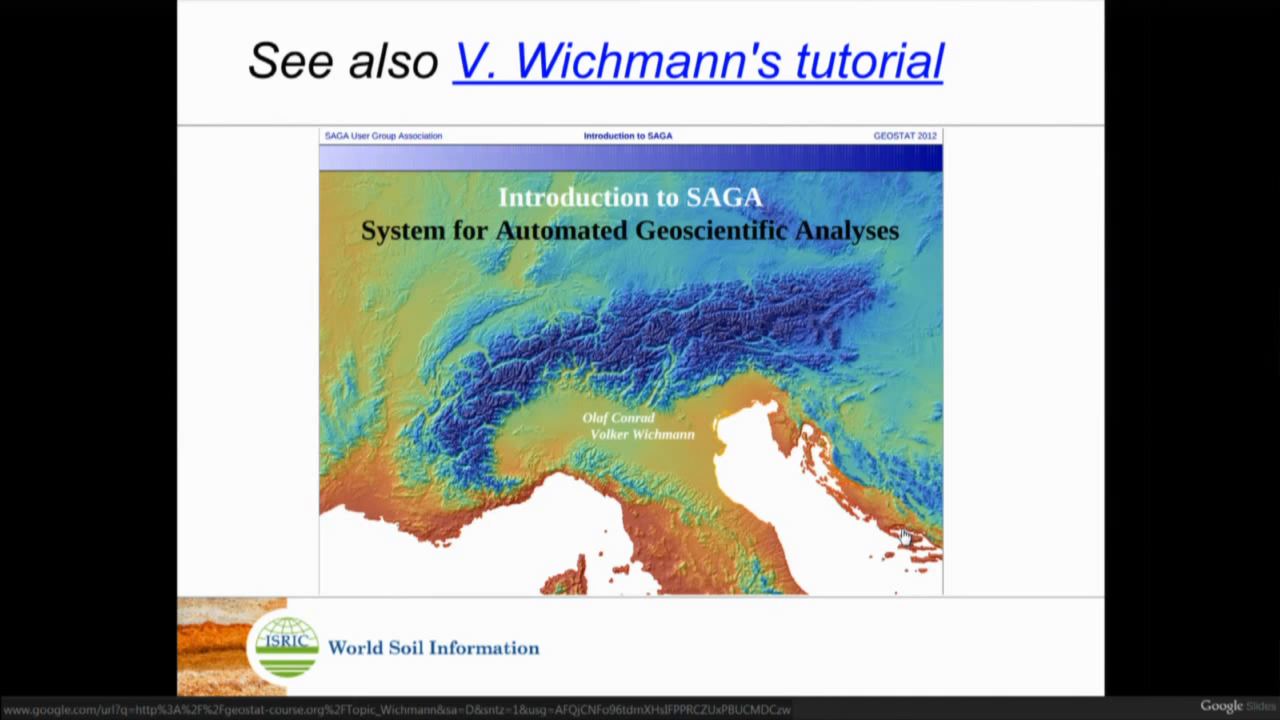 See also V. Wichmann's tutorial
SAGA User Group Association Introduction to SAGA GEOSTAT 2012
Introduction to SAGA
System for Automated Geoscientific Analyses
Olaf Conrad
Volker Wichmann
ISRIC
World Soil Information
Google Slides